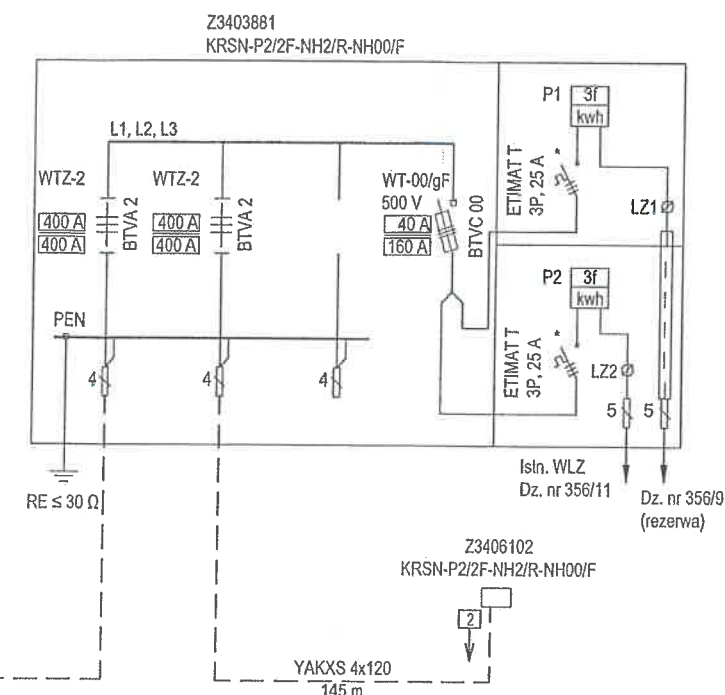 Z3403881
KRSN-P2/2F-NH2/R-NH00/F
L1, L2, L3
WTZ-2
400 A
400 A
BTVA 2
WTZ-2
400 A
400 A
BTVA 2
WT-00/gF
500 V
40 A
160 A
BTVC 00
P1
3f
kwh
*
ETIMAT T
3P, 25 A
LZ1
P2
3f
kwh
*
ETIMAT T
3P, 25 A
LZ2
PEN
4
4
4
5
5
RE ≤ 30 Ω
Istn. WLZ
Dz. nr 356/11
Dz. nr 356/9
(rezerwa)
Z3406102
KRSN-P2/2F-NH2/R-NH00/F
2
YAKXS 4x120
145 m